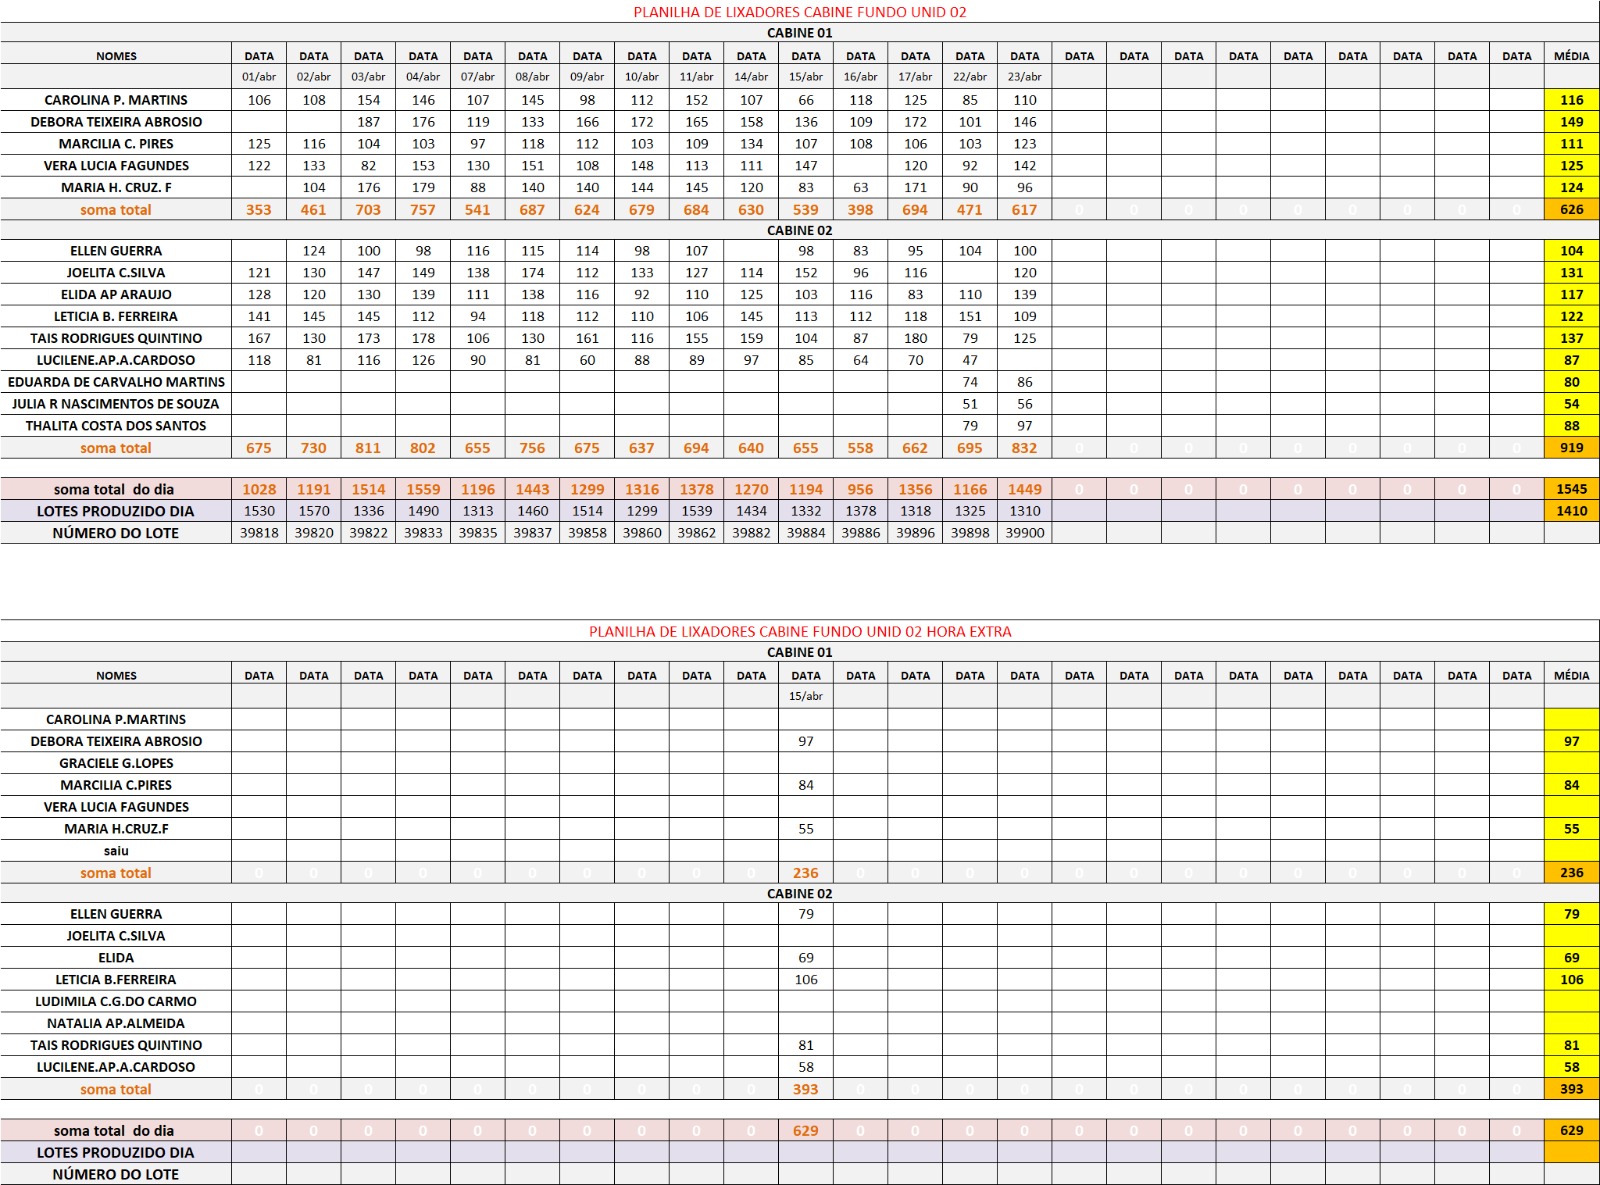 PLANILHA DE LIXADORES CABINE FUNDO UNID 02
CABINE 01
NOMES DATA DATA DATA DATA DATA DATA DATA DATA DATA DATA DATA DATA DATA DATA DATA DATA DATA DATA DATA DATA DATA DATA DATA DATA MÉDIA
01/abr 02/abr 03/abr 04/abr 07/abr 08/abr 09/abr 10/abr 11/abr 14/abr 15/abr 16/abr 17/abr 22/abr 23/abr
CAROLINA P. MARTINS 106 108 154 146 107 145 98 112 152 107 66 118 125 85 110 116
DEBORA TEIXEIRA ABROSIO 187 176 119 133 166 172 165 158 136 109 172 101 146 149
MARCILIA C. PIRES 125 116 104 103 97 118 112 103 109 134 107 108 106 103 123 111
VERA LUCIA FAGUNDES 122 133 82 153 130 151 108 148 113 111 147 120 92 142 125
MARIA H. CRUZ. F 104 176 179 88 140 140 144 145 120 83 63 171 90 96 124
soma total 353 461 703 757 541 687 624 679 684 630 539 398 694 471 617 0 0 0 0 0 0 0 0 0 626
CABINE 02
ELLEN GUERRA 124 100 98 116 115 114 98 107 98 83 95 104 100 104
JOELITA C.SILVA 121 130 147 149 138 174 112 133 127 114 152 96 116 120 131
ELIDA AP ARAUJO 128 120 130 139 111 138 116 92 110 125 103 116 83 110 139 117
LETICIA B. FERREIRA 141 145 145 112 94 118 112 110 106 145 113 112 118 151 109 122
TAIS RODRIGUES QUINTINO 167 130 173 178 106 130 161 116 155 159 104 87 180 79 125 137
LUCILENE.AP.A.CARDOSO 118 81 116 126 90 81 60 88 89 97 85 64 70 47 87
EDUARDA DE CARVALHO MARTINS 74 86 80
JULIA R NASCIMENTOS DE SOUZA 51 56 54
THALITA COSTA DOS SANTOS 79 97 88
soma total 675 730 811 802 655 756 675 637 694 640 655 558 662 695 832 0 0 0 0 0 0 0 0 0 919
soma total do dia 1028 1191 1514 1559 1196 1443 1299 1316 1378 1270 1194 956 1356 1166 1449 0 0 0 0 0 0 0 0 0 1545
LOTES PRODUZIDO DIA 1530 1570 1336 1490 1313 1460 1514 1299 1539 1434 1332 1378 1318 1325 1310 1410
NÚMERO DO LOTE 39818 39820 39822 39833 39835 39837 39858 39860 39862 39882 39884 39886 39896 39898 39900
PLANILHA DE LIXADORES CABINE FUNDO UNID 02 HORA EXTRA
CABINE 01
NOMES DATA DATA DATA DATA DATA DATA DATA DATA DATA DATA DATA DATA DATA DATA DATA DATA DATA DATA DATA DATA DATA DATA DATA DATA MÉDIA
15/abr
CAROLINA P.MARTINS
DEBORA TEIXEIRA ABROSIO 97 97
GRACIELE G.LOPES
MARCILIA C.PIRES 84 84
VERA LUCIA FAGUNDES
MARIA H.CRUZ.F 55 55
saiu
soma total 0 0 0 0 0 0 0 0 0 0 236 0 0 0 0 0 0 0 0 0 0 0 0 0 236
CABINE 02
ELLEN GUERRA 79 79
JOELITA C.SILVA
ELIDA 69 69
LETICIA B.FERREIRA 106 106
LUDIMILA C.G.DO CARMO
NATALIA AP.ALMEIDA
TAIS RODRIGUES QUINTINO 81 81
LUCILENE.AP.A.CARDOSO 58 58
soma total 0 0 0 0 0 0 0 0 0 0 393 0 0 0 0 0 0 0 0 0 0 0 0 0 393
soma total do dia 0 0 0 0 0 0 0 0 0 0 629 0 0 0 0 0 0 0 0 0 0 0 0 0 629
LOTES PRODUZIDO DIA
NÚMERO DO LOTE